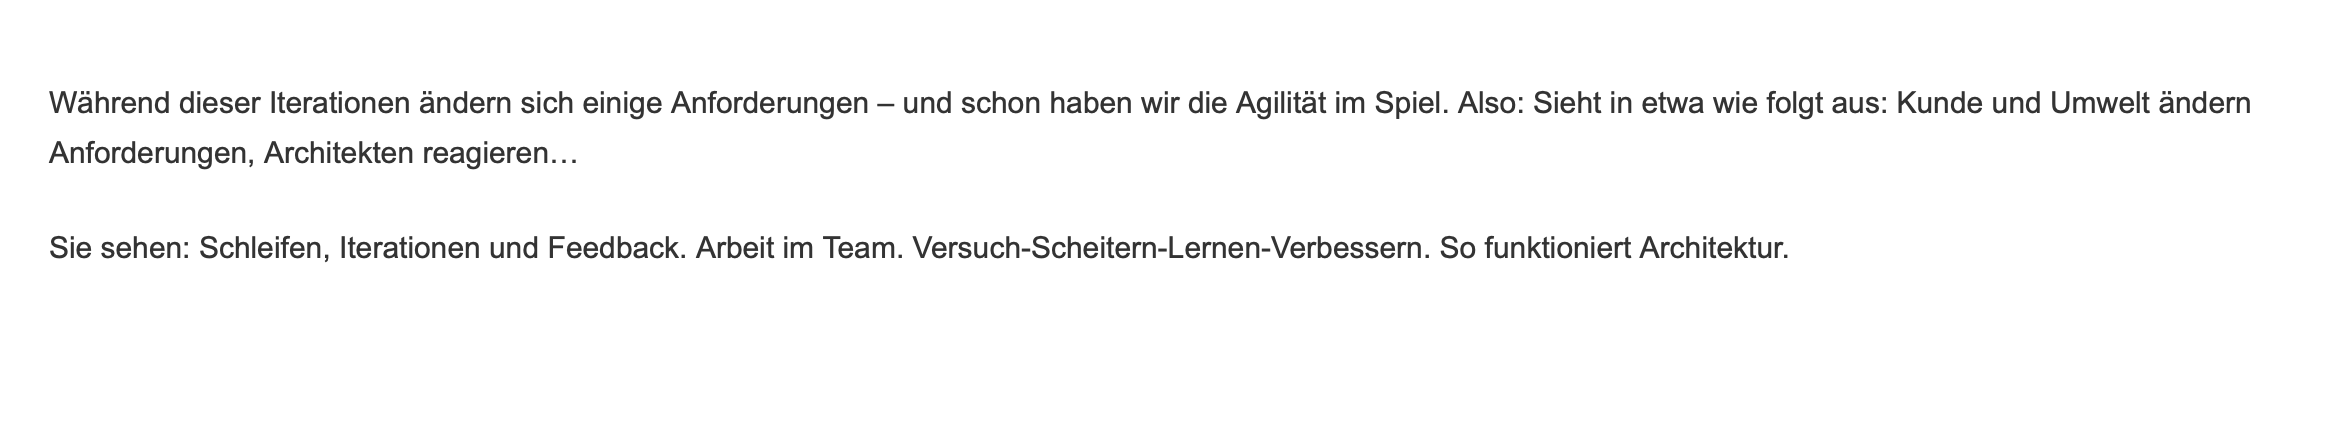 Während dieser Iterationen ändern sich einige Anforderungen – und schon haben wir die Agilität im Spiel. Also: Sieht in etwa wie folgt aus: Kunde und Umwelt ändern
Anforderungen, Architekten reagieren…
Sie sehen: Schleifen, Iterationen und Feedback. Arbeit im Team. Versuch-Scheitern-Lernen-Verbessern. So funktioniert Architektur.